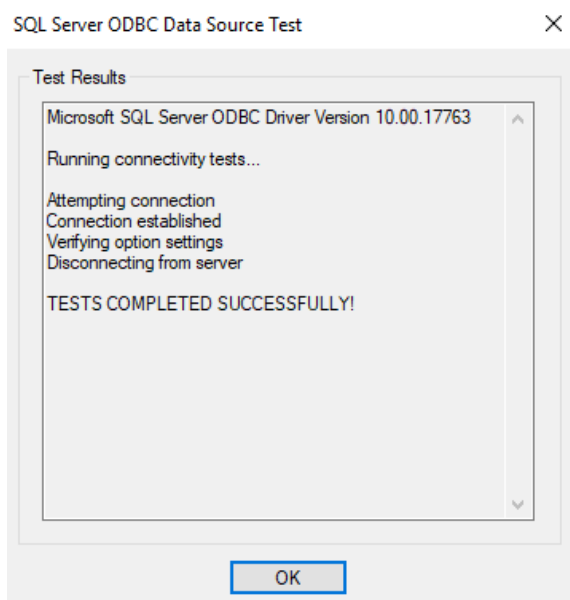 SQL Server ODBC Data Source Test
Test Results
Microsoft SQL Server ODBC Driver Version 10.00.17763
Running connectivity tests...
Attempting connection
Connection established
Verifying option settings
Disconnecting from server
TESTS COMPLETED SUCCESSFULLY!
OK